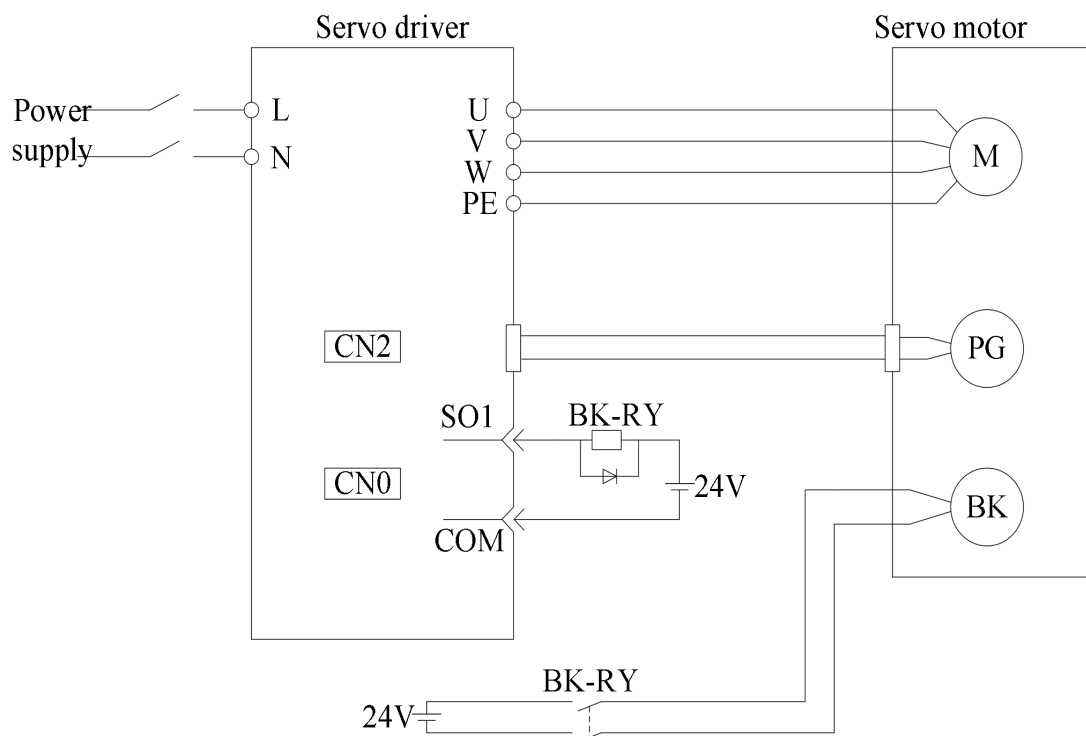 Servo driver
Servo motor
Power
supply
L
N
U
V
W
PE
M
CN2
PG
SO1
BK-RY
CN0
24V
COM
BK
BK-RY
24V